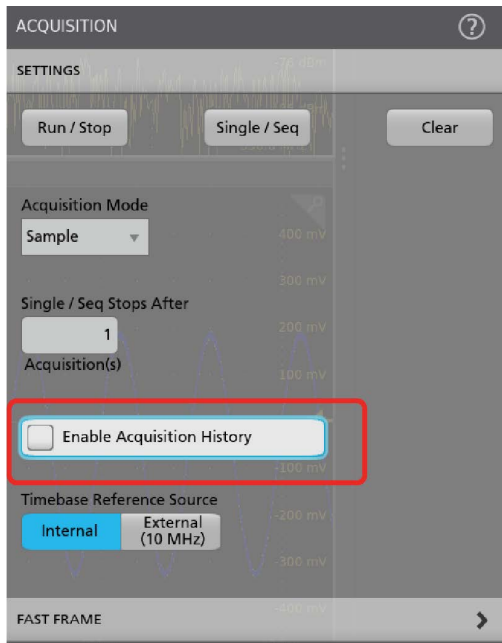 ACQUISITION
?
SETTINGS
-78 dBm
Run / Stop
Single / Seq
Clear
Acquisition Mode
Sample
400 mV
300 mV
Single / Seq Stops After
200 mV
1
Acquisition(s)
100 mV
Enable Acquisition History
-100 mV
Timebase Reference Source
-200 mV
Internal
External
(10 MHz)
-300 mV
-400 mV
FAST FRAME